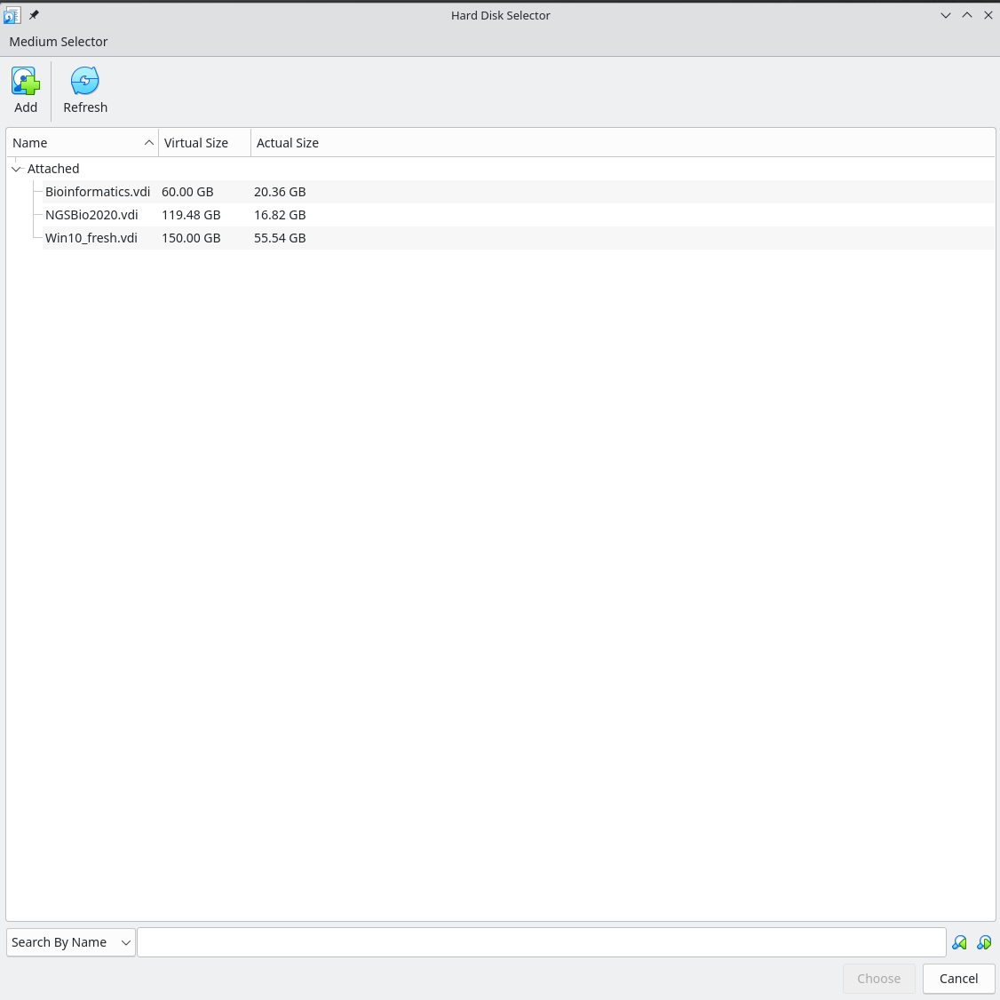 Hard Disk Selector
Medium Selector
Add Refresh
Name Virtual Size Actual Size
Attached
Bioinformatics.vdi 60.00 GB 20.36 GB
NGSBio2020.vdi 119.48 GB 16.82 GB
Win10_fresh.vdi 150.00 GB 55.54 GB
Search By Name
Choose Cancel